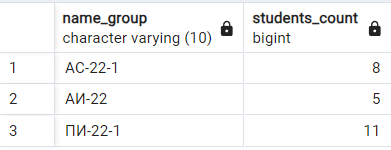 name_group students_count
character varying (10) bigint
1 АС-22-1 8
2 АИ-22 5
3 ПИ-22-1 11